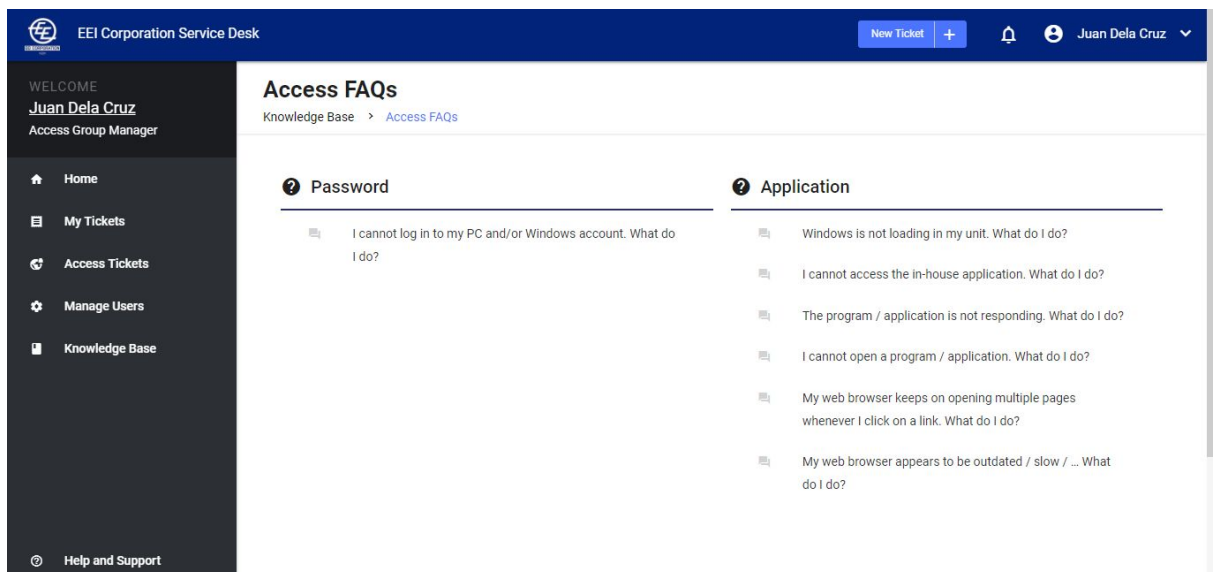 EEI Corporation Service Desk
New Ticket +
Juan Dela Cruz
WELCOME
Juan Dela Cruz
Access Group Manager
Home
My Tickets
Access Tickets
Manage Users
Knowledge Base
Help and Support
Access FAQs
Knowledge Base > Access FAQs
Password
I cannot log in to my PC and/or Windows account. What do
I do?
Application
Windows is not loading in my unit. What do I do?
I cannot access the in-house application. What do I do?
The program / application is not responding. What do I do?
I cannot open a program / application. What do I do?
My web browser keeps on opening multiple pages
whenever I click on a link. What do I do?
My web browser appears to be outdated / slow / ... What
do I do?